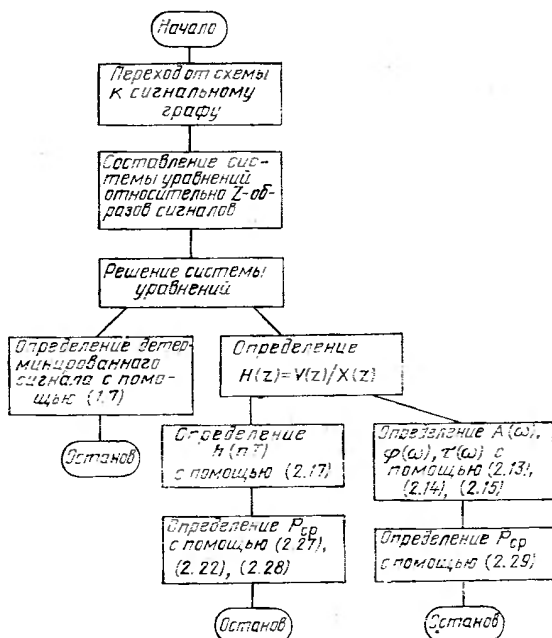 Начало
Переход от схемы
к сигнальному
графу
Составление сис-
темы уравнений
относительно Z-об-
разов сигналов
Решение системы
уравнений
Определение детер-
минированного
сигнала с помо-
щью (1.7)
Останов
Определение
H(z)=Y(z)/X(z)
Определение
h(nT)
с помощью (2.17)
Определение Pср
с помощью (2.27),
(2.22), (2.28)
Останов
Определение A(ω),
φ(ω), τ(ω) с
помощью (2.13),
(2.14), (2.15)
Определение Pср
с помощью (2.29)
Останов